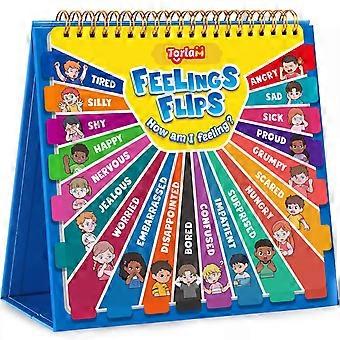 Torlam
FEELINGS
FLIPS
How am I feeling?
TIRED
SILLY
SHY
HAPPY
NERVOUS
JEALOUS
WORRIED
EMBARRASSED
DISAPPOINTED
BORED
CONFUSED
IMPATIENT
SURPRISED
HUNGRY
SCARED
GRUMPY
PROUD
SICK
SAD
ANGRY